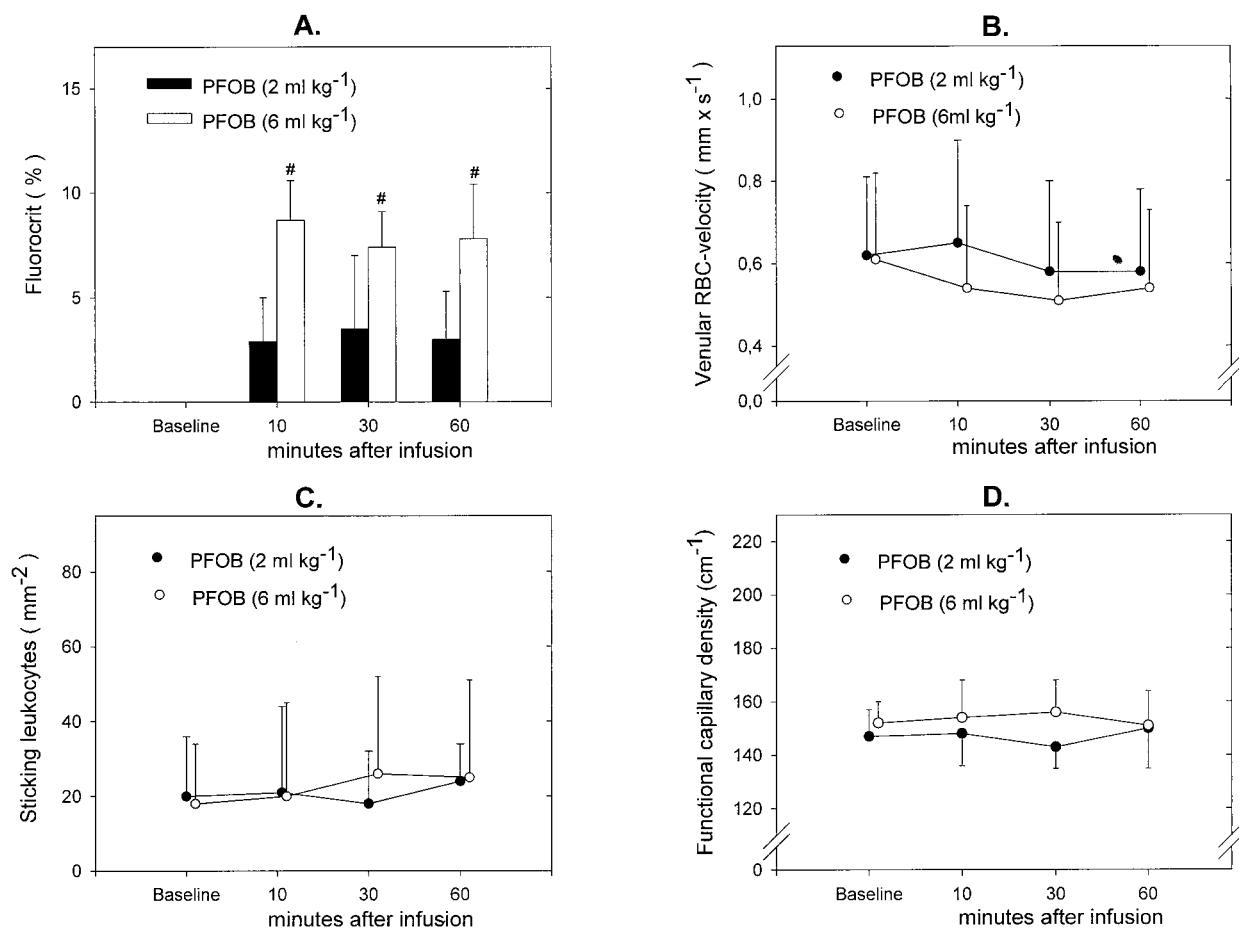 A.
PFOB (2 ml kg⁻¹)
PFOB (6 ml kg⁻¹)
Fluorocrit ( % )
15
10
5
0
#
#
#
Baseline 10 30 60
minutes after infusion
B.
PFOB (2 ml kg⁻¹)
PFOB (6ml kg⁻¹)
Venular RBC-velocity ( mm x s⁻¹ )
1,0
0,8
0,6
0,4
0,0
Baseline 10 30 60
minutes after infusion
C.
PFOB (2 ml kg⁻¹)
PFOB (6 ml kg⁻¹)
Sticking leukocytes ( mm⁻² )
80
60
40
20
0
Baseline 10 30 60
minutes after infusion
D.
PFOB (2 ml kg⁻¹)
PFOB (6 ml kg⁻¹)
Functional capillary density (cm⁻¹)
220
200
180
160
140
120
0
Baseline 10 30 60
minutes after infusion